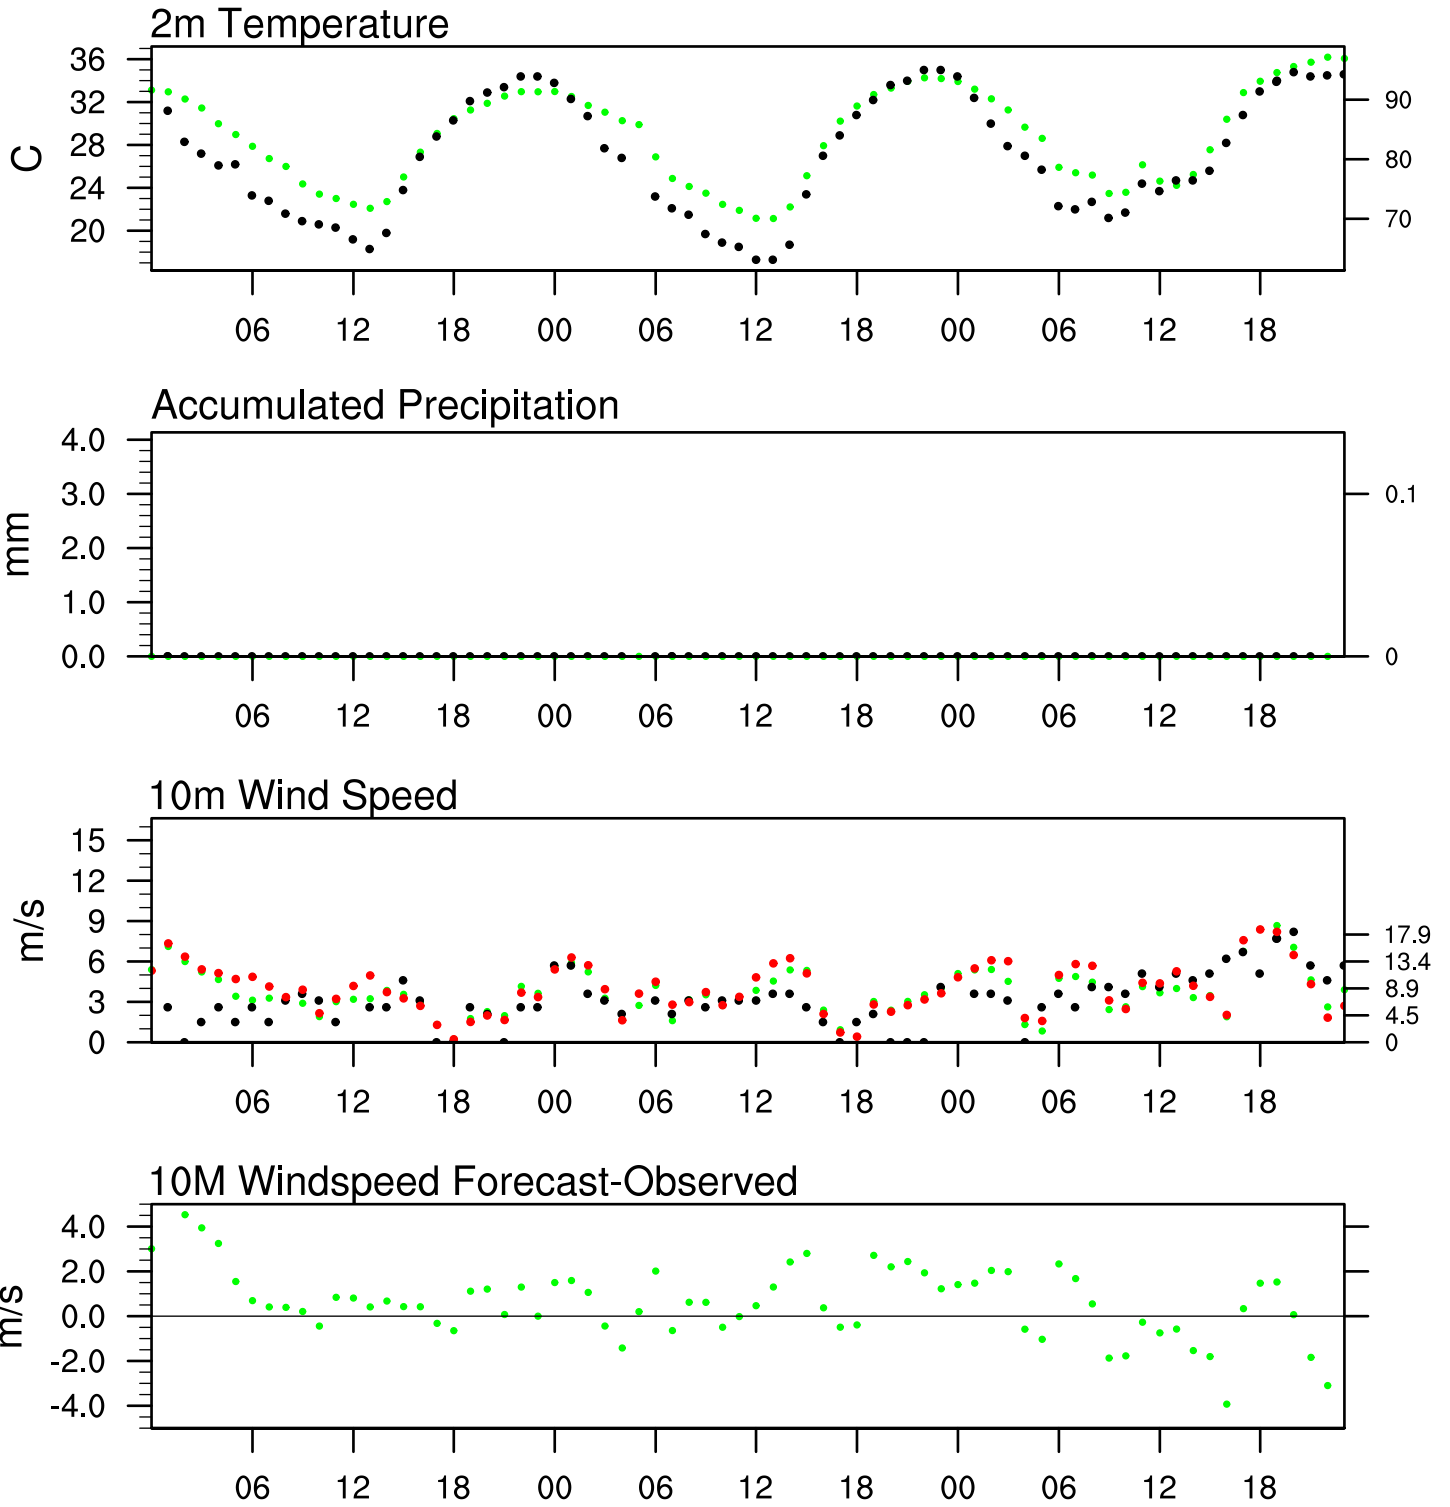 2m Temperature
36
32
28
24
20
C
90
80
70
06 12 18 00 06 12 18 00 06 12 18
Accumulated Precipitation
4.0
3.0
2.0
1.0
0.0
mm
0.1
0
06 12 18 00 06 12 18 00 06 12 18
10m Wind Speed
15
12
9
6
3
0
m/s
17.9
13.4
8.9
4.5
0
06 12 18 00 06 12 18 00 06 12 18
10M Windspeed Forecast-Observed
4.0
2.0
0.0
-2.0
-4.0
m/s
06 12 18 00 06 12 18 00 06 12 18